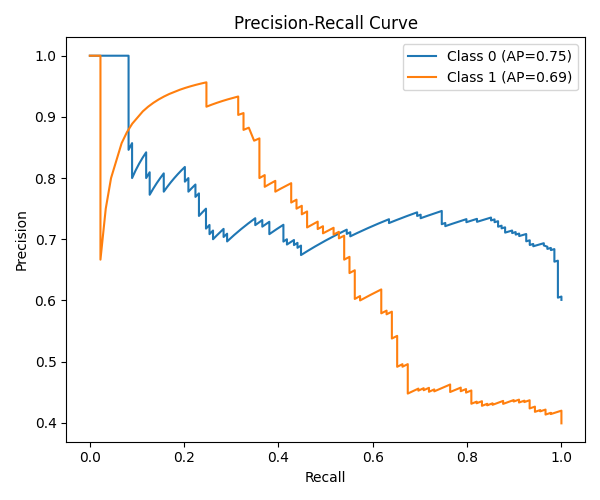 Precision-Recall Curve
Class 0 (AP=0.75)
Class 1 (AP=0.69)
Precision
1.0
0.9
0.8
0.7
0.6
0.5
0.4
0.0 0.2 0.4 0.6 0.8 1.0
Recall